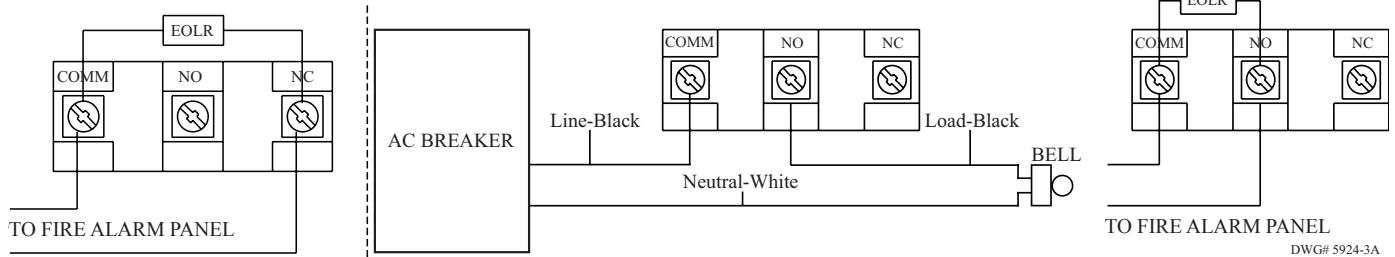 EOLR
COMM NO NC
TO FIRE ALARM PANEL
AC BREAKER
COMM NO NC
Line-Black
Load-Black
Neutral-White
BELL
EOLR
COMM NO NC
TO FIRE ALARM PANEL
DWG# 5924-3A